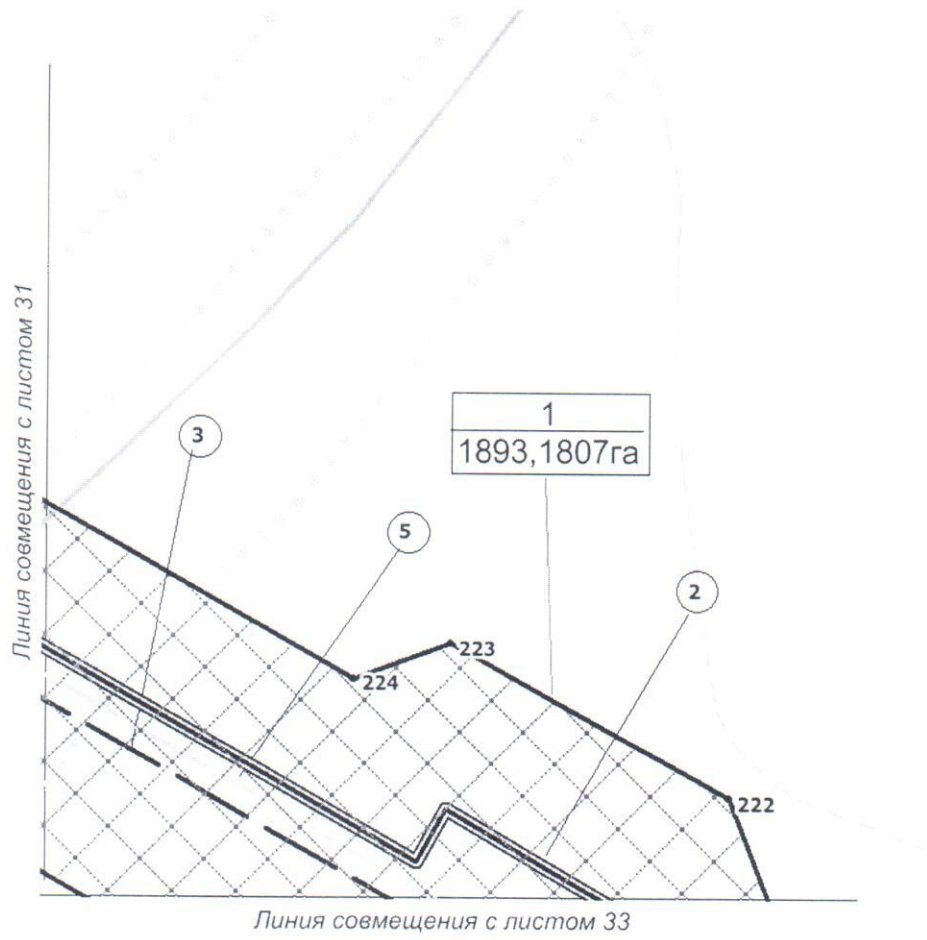 Линия совмещения с листом 31
1
1893,1807га
3
5
2
223
224
222
Линия совмещения с листом 33